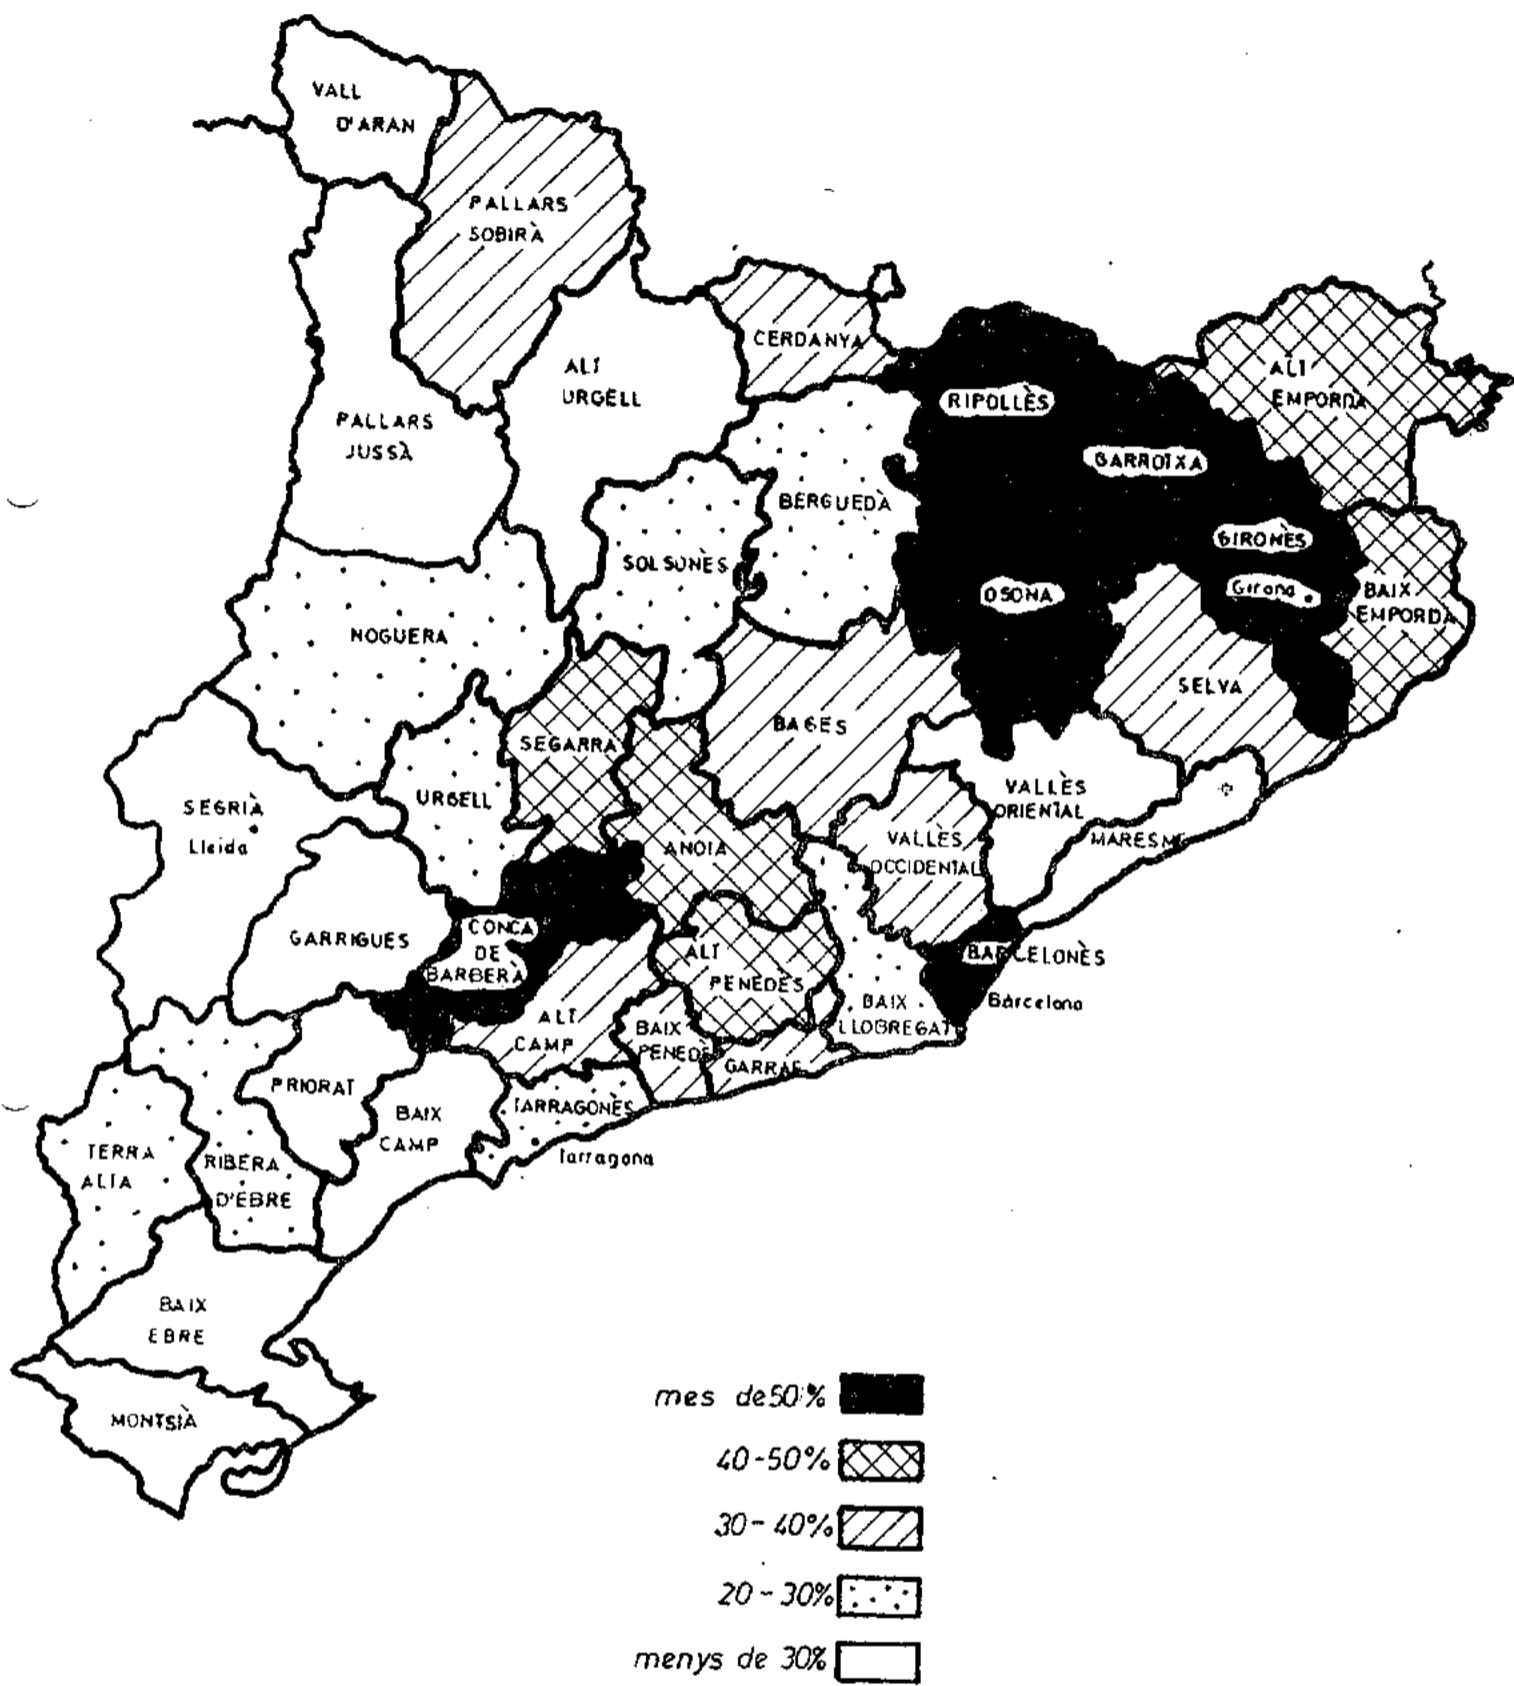 VALL
D'ARAN
PALLARS
SOBIRÀ
CERDANYA
ALT
URGELL
PALLARS
JUSSÀ
RIPOLLÈS
ALT
EMPORDÀ
GARROTXA
BERGUEDÀ
SOLSONÈS
GIRONÈS
Girona
OSONA
BAIX
EMPORDÀ
NOGUERA
SELVA
BAGES
SEGARRA
URGELL
VALLÈS
ORIENTAL
SEGRIÀ
Lleida
ANOIA
VALLÈS
OCCIDENTAL
MARESME
GARRIGUES
CONCA
DE
BARBERÀ
ALT
PENEDÈS
BARCELONÈS
Barcelona
BAIX
LLOBREGAT
ALT
CAMP
BAIX
PENEDÈ
GARRAF
PRIORAT
BAIX
CAMP
TARRAGONÈS
Tarragona
TERRA
ALTA
RIBERA
D'EBRE
BAIX
EBRE
MONTSIÀ
mes de 50%
40-50%
30-40%
20-30%
menys de 30%